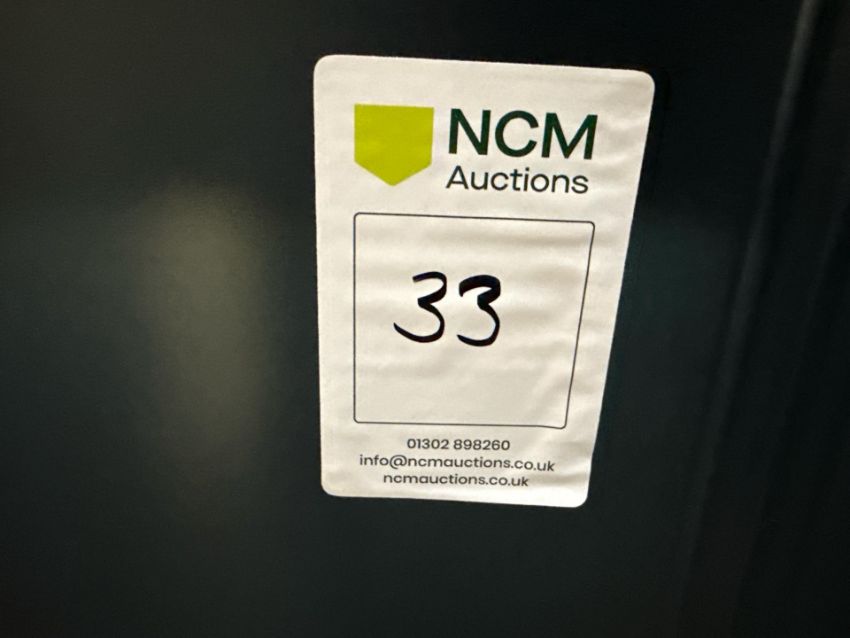 NCM
Auctions
33
01302 898260
info@ncmauctions.co.uk
ncmauctions.co.uk